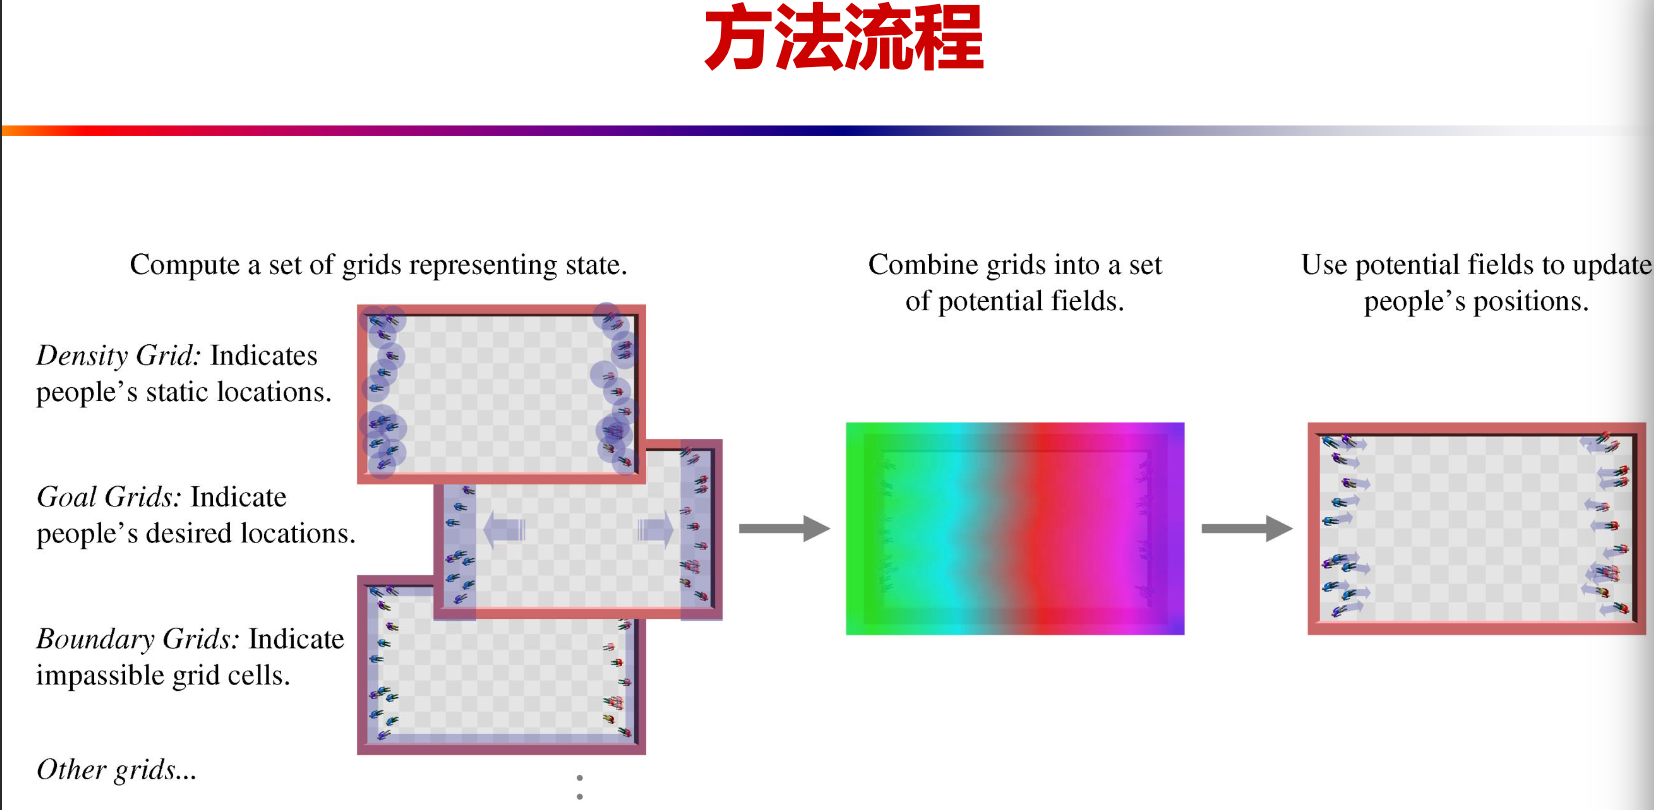 方法流程
Compute a set of grids representing state.
Density Grid: Indicates
people’s static locations.
Goal Grids: Indicate
people’s desired locations.
Boundary Grids: Indicate
impassible grid cells.
Other grids...
Combine grids into a set
of potential fields.
Use potential fields to update
people’s positions.